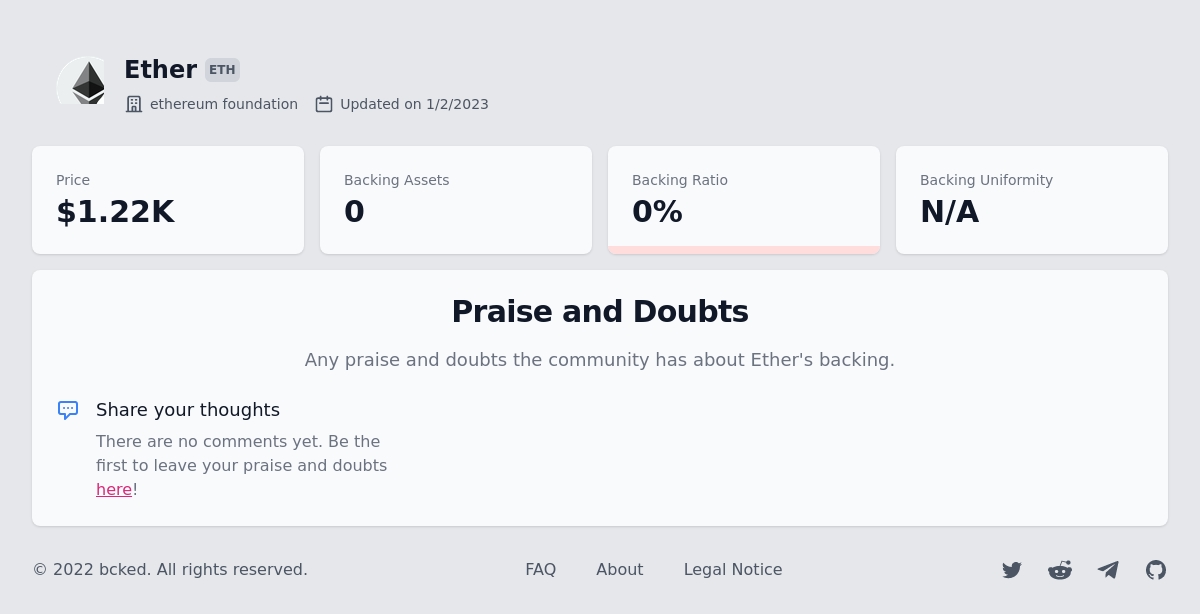 Ether ETH
ethereum foundation Updated on 1/2/2023
Price
$1.22K
Backing Assets
0
Backing Ratio
0%
Backing Uniformity
N/A
Praise and Doubts
Any praise and doubts the community has about Ether's backing.
Share your thoughts
There are no comments yet. Be the
first to leave your praise and doubts
here!
© 2022 bcked. All rights reserved. FAQ About Legal Notice